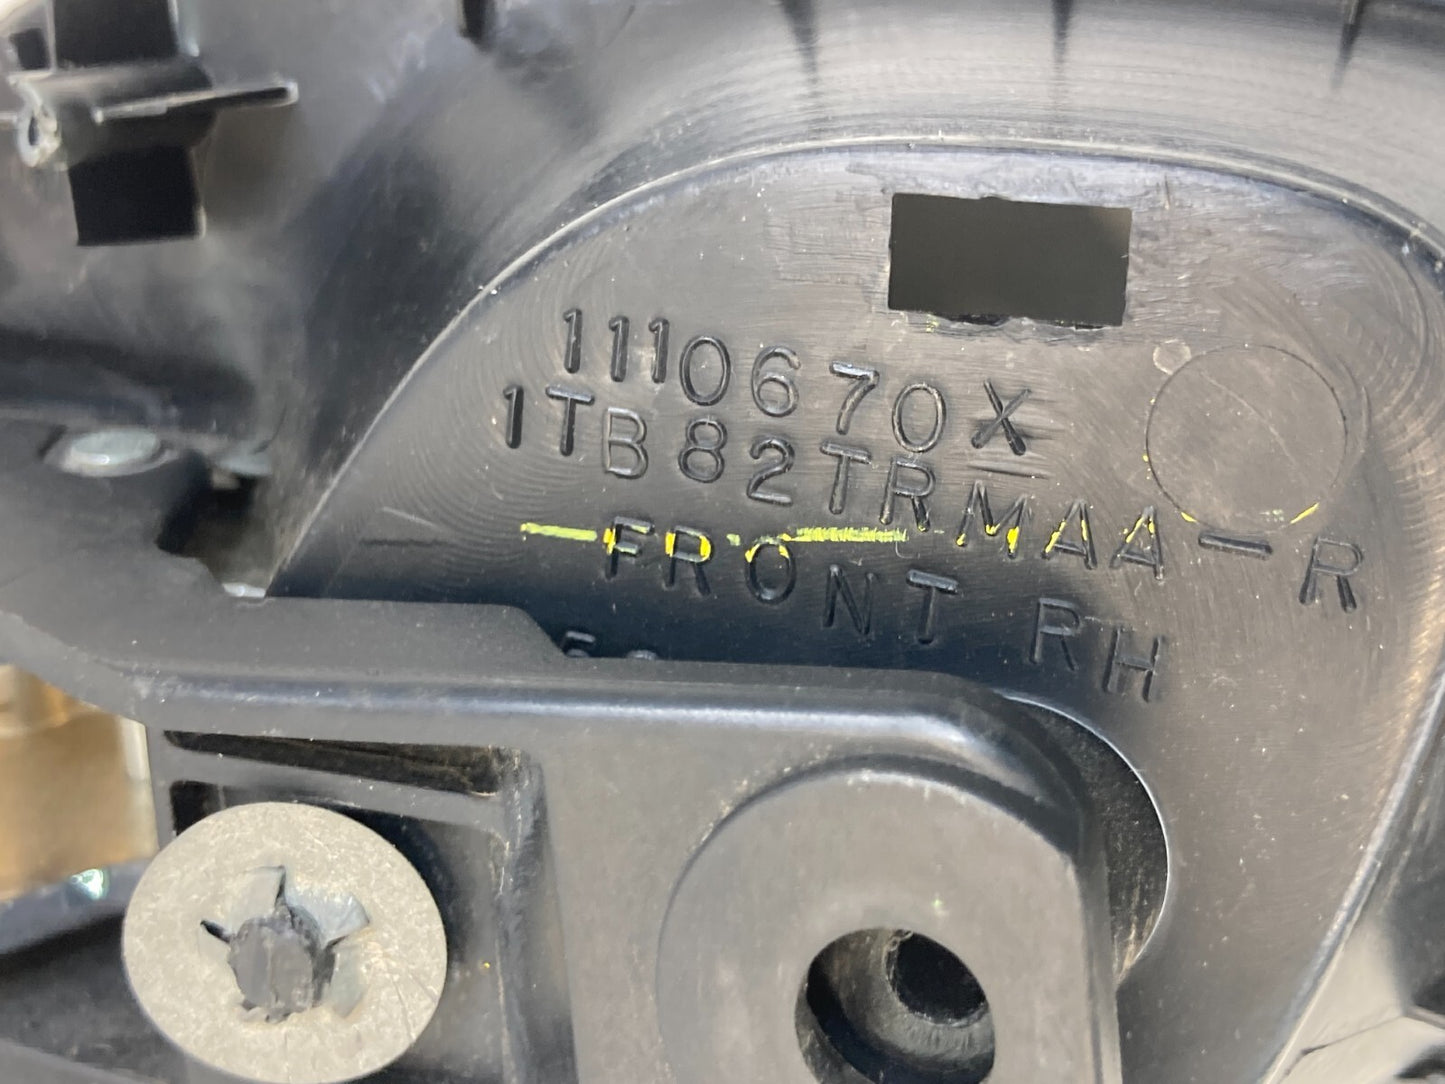 1110670X
1TB82TRMAA-R
FRONT RH